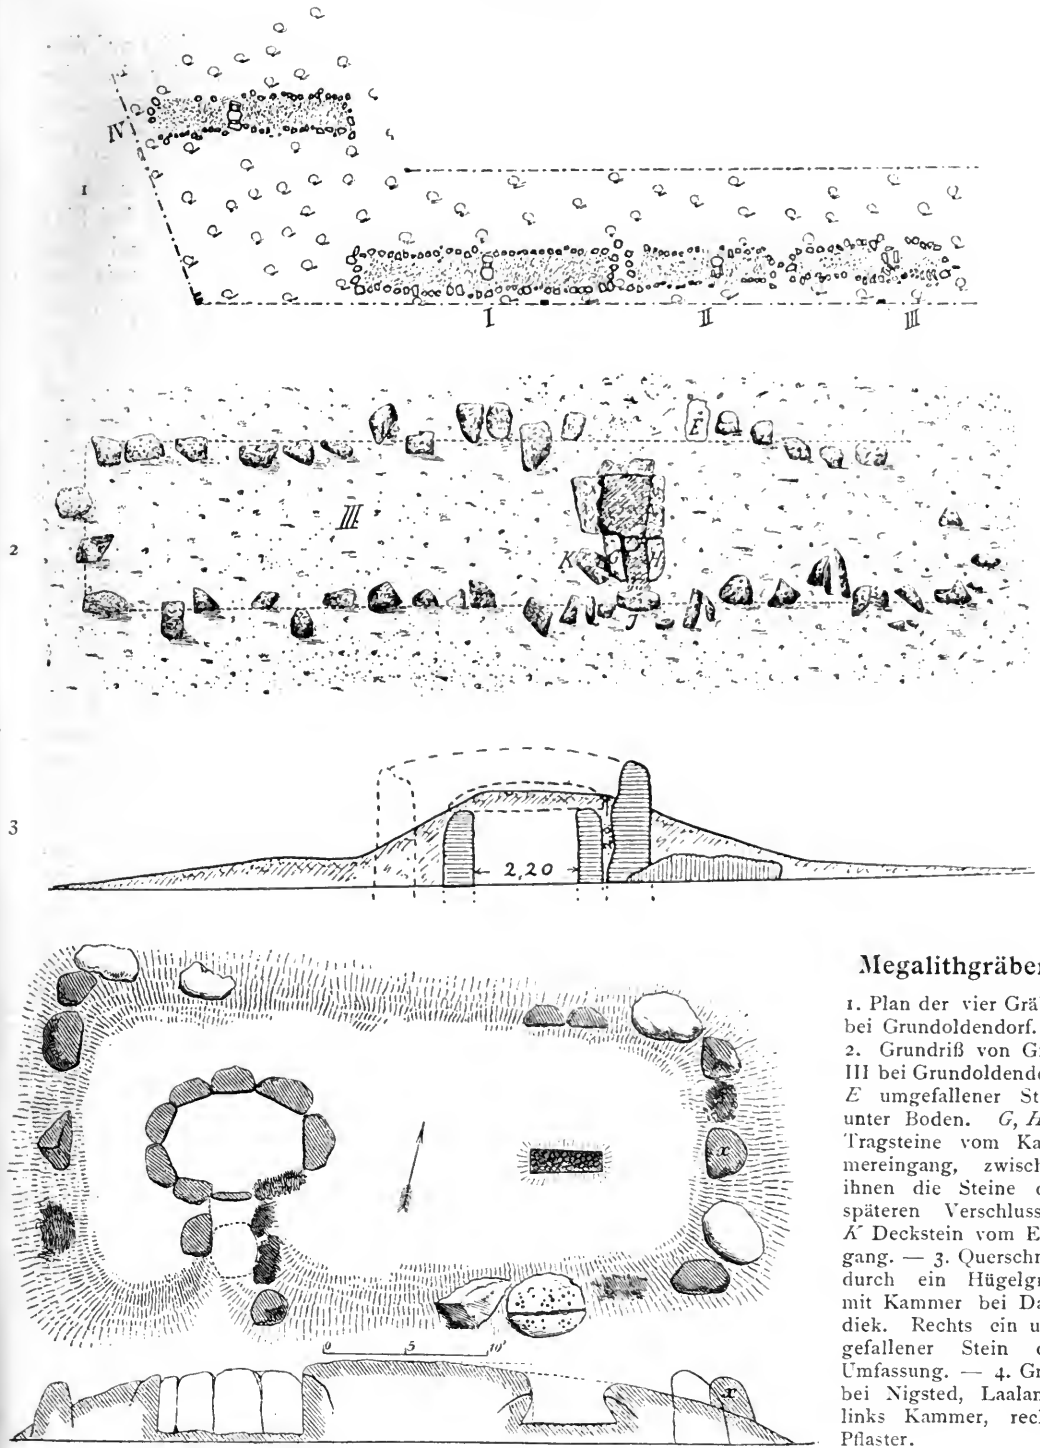 1
IV
I
II
III
2
E
III
K
G
H
J
3
2,20
x
0 5 10'
x
Megalithgräber
1. Plan der vier Grä
bei Grundoldendorf.
2. Grundriß von G
III bei Grundoldend
E umgefallener St
unter Boden. G, H
Tragsteine vom Ka
mereingang, zwisch
ihnen die Steine d
späteren Verschluss
K Deckstein vom E
gang. — 3. Querschn
durch ein Hügelgr
mit Kammer bei Da
diek. Rechts ein u
gefallener Stein d
Umfassung. — 4. Gr
bei Nigsted, Laalan
links Kammer, rech
Pflaster.